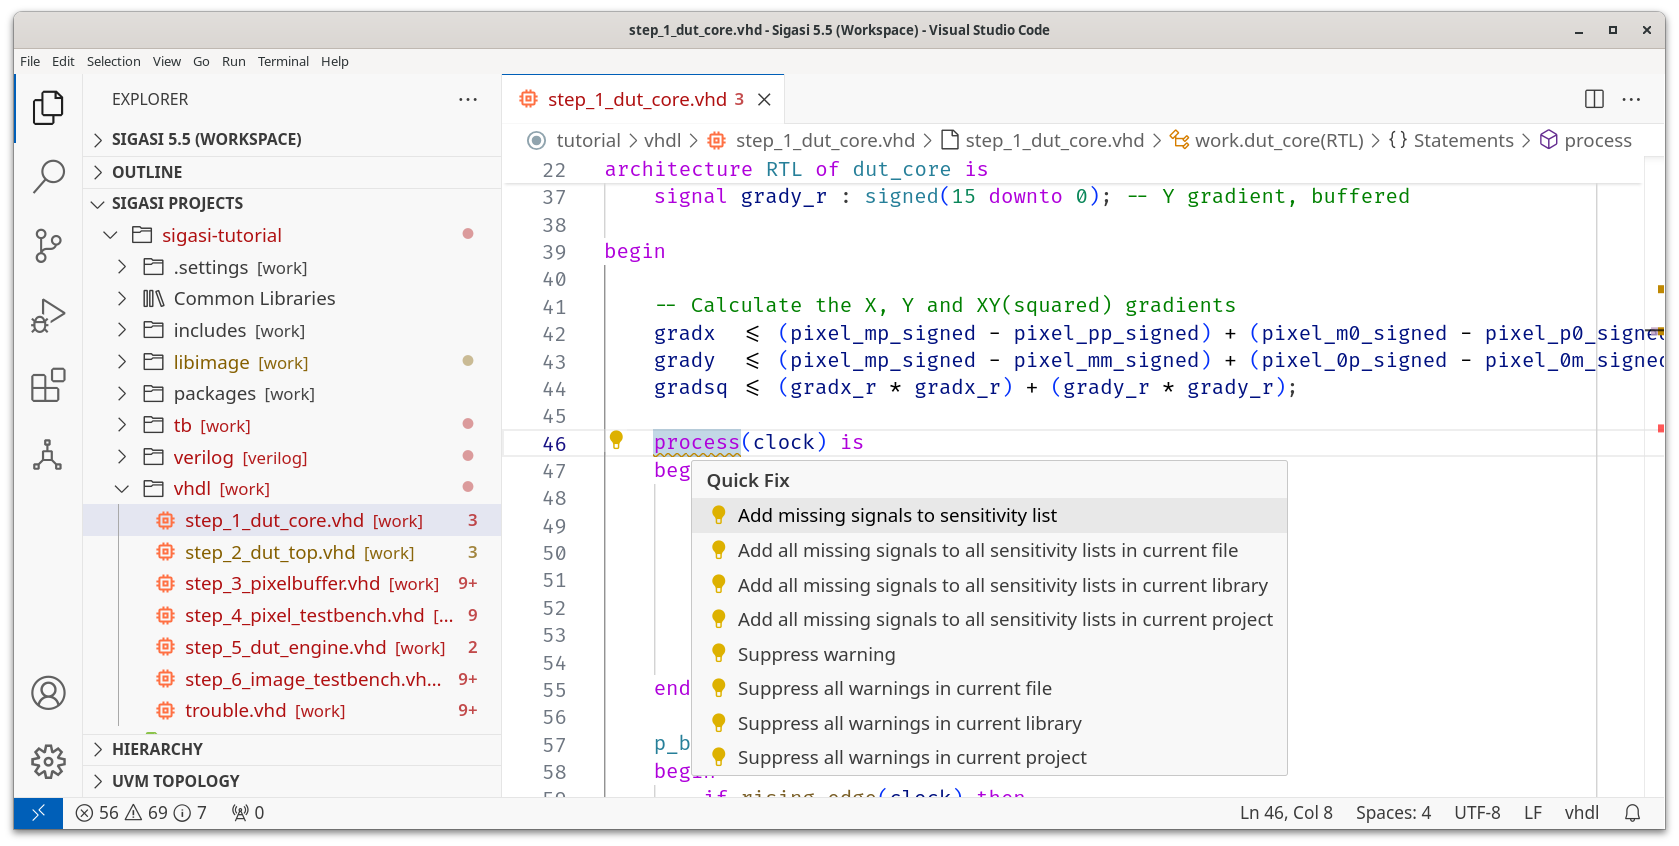 step_1_dut_core.vhd - Sigasi 5.5 (Workspace) - Visual Studio Code
File Edit Selection View Go Run Terminal Help
EXPLORER
SIGASI 5.5 (WORKSPACE)
OUTLINE
SIGASI PROJECTS
sigasi-tutorial
.settings [work]
Common Libraries
includes [work]
libimage [work]
packages [work]
tb [work]
verilog [verilog]
vhdl [work]
step_1_dut_core.vhd [work] 3
step_2_dut_top.vhd [work] 3
step_3_pixelbuffer.vhd [work] 9+
step_4_pixel_testbench.vhd [... 9
step_5_dut_engine.vhd [work] 2
step_6_image_testbench.vh... 9+
trouble.vhd [work] 9+
HIERARCHY
UVM TOPOLOGY
step_1_dut_core.vhd 3
tutorial > vhdl > step_1_dut_core.vhd > step_1_dut_core.vhd > work.dut_core(RTL) > {} Statements > process
22 architecture RTL of dut_core is
37 signal grady_r : signed(15 downto 0); -- Y gradient, buffered
38
39 begin
40
41 -- Calculate the X, Y and XY(squared) gradients
42 gradx <= (pixel_mp_signed - pixel_pp_signed) + (pixel_m0_signed - pixel_p0_signed
43 grady <= (pixel_mp_signed - pixel_mm_signed) + (pixel_0p_signed - pixel_0m_signed
44 gradsq <= (gradx_r * gradx_r) + (grady_r * grady_r);
45
46 process(clock) is
47 beg
48
49
50
51
52
53
54
55 end
56
57 p_b
58 begin
59 if rising_edge(clock) then
Quick Fix
Add missing signals to sensitivity list
Add all missing signals to all sensitivity lists in current file
Add all missing signals to all sensitivity lists in current library
Add all missing signals to all sensitivity lists in current project
Suppress warning
Suppress all warnings in current file
Suppress all warnings in current library
Suppress all warnings in current project
56 69 7 0
Ln 46, Col 8 Spaces: 4 UTF-8 LF vhdl